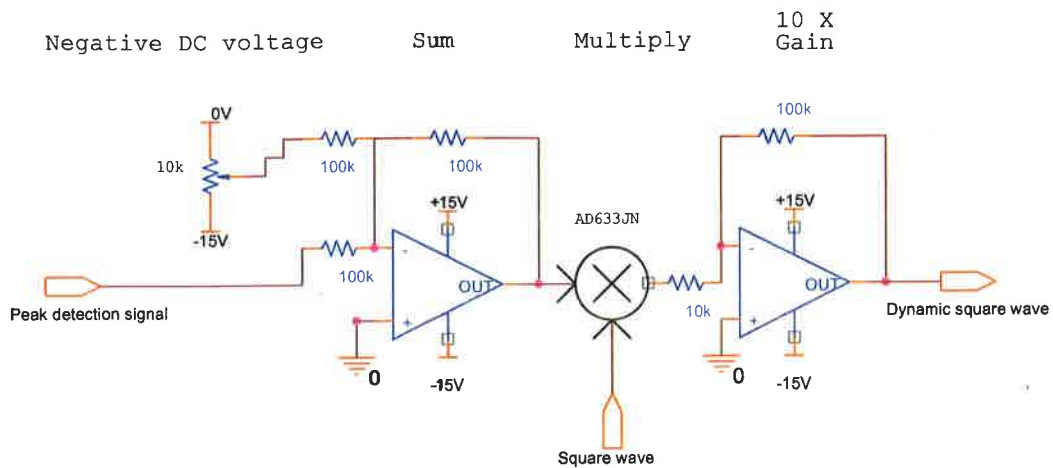 10 X
Negative DC voltage Sum Multiply Gain
0V
100k
10k
100k
100k
+15V
+15V
AD633JN
-15V
-
-
100k
OUT
OUT
10k
Peak detection signal
Dynamic square wave
+
+
0
0
-15V
-15V
Square wave